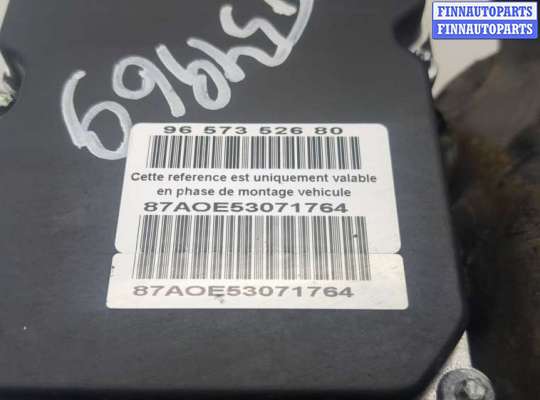 FINNAUTOPARTS
FINNAUTOPARTS
96 573 526 80
Cette reference est uniquement valable
en phase de montage vehicule
87AOE53071764
87AOE53071764